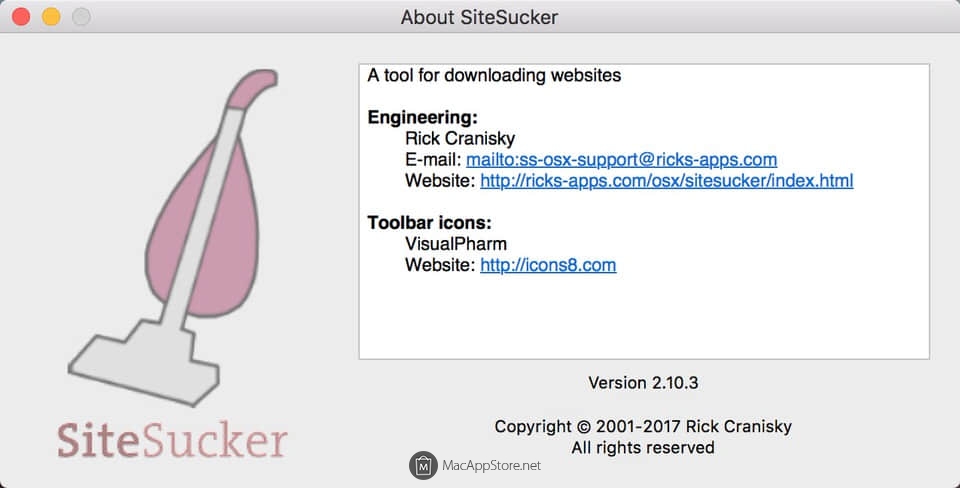 About SiteSucker
A tool for downloading websites
Engineering:
Rick Cranisky
E-mail: mailto:ss-osx-support@ricks-apps.com
Website: http://ricks-apps.com/osx/sitesucker/index.html
Toolbar icons:
VisualPharm
Website: http://icons8.com
Version 2.10.3
Copyright © 2001-2017 Rick Cranisky
All rights reserved
SiteSucker
M MacAppStore.net